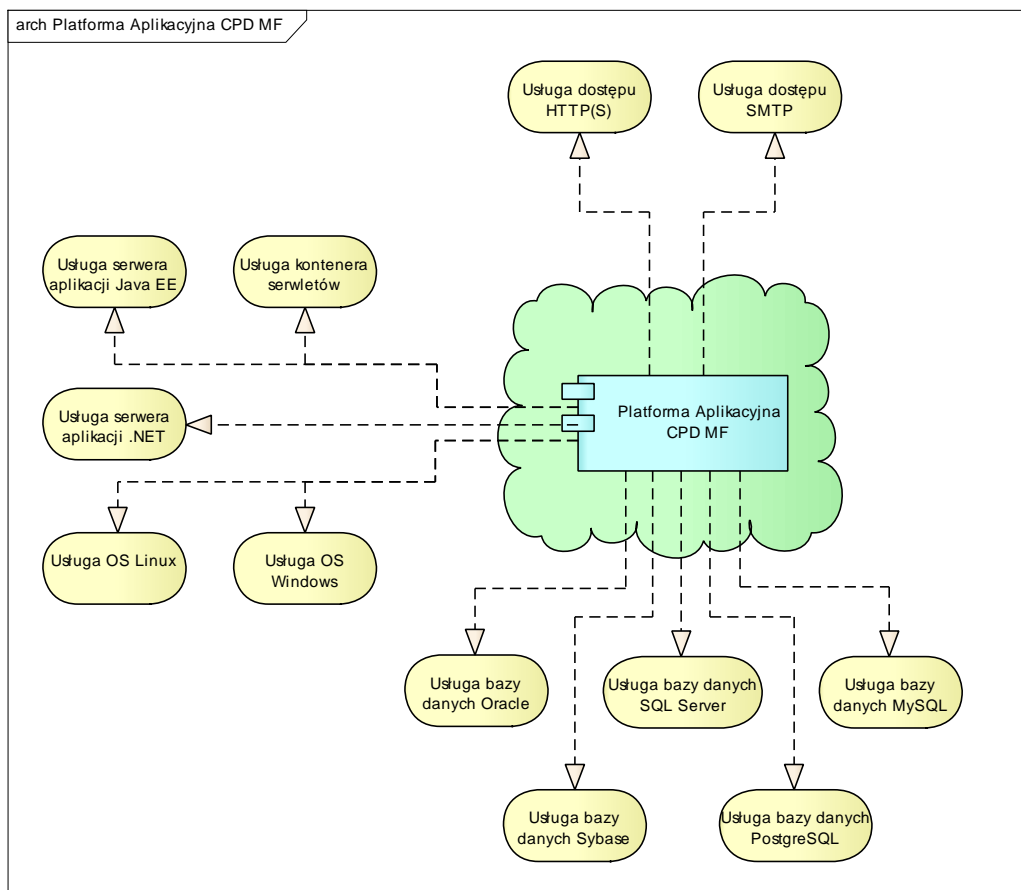 arch Platforma Aplikacyjna CPD MF
Usługa dostępu
HTTP(S)
Usługa dostępu
SMTP
Usługa serwera
aplikacji Java EE
Usługa kontenera
serwletów
Usługa serwera
aplikacji .NET
Platforma Aplikacyjna
CPD MF
Usługa OS Linux
Usługa OS
Windows
Usługa bazy
danych Oracle
Usługa bazy danych
SQL Server
Usługa bazy
danych MySQL
Usługa bazy
danych Sybase
Usługa bazy danych
PostgreSQL